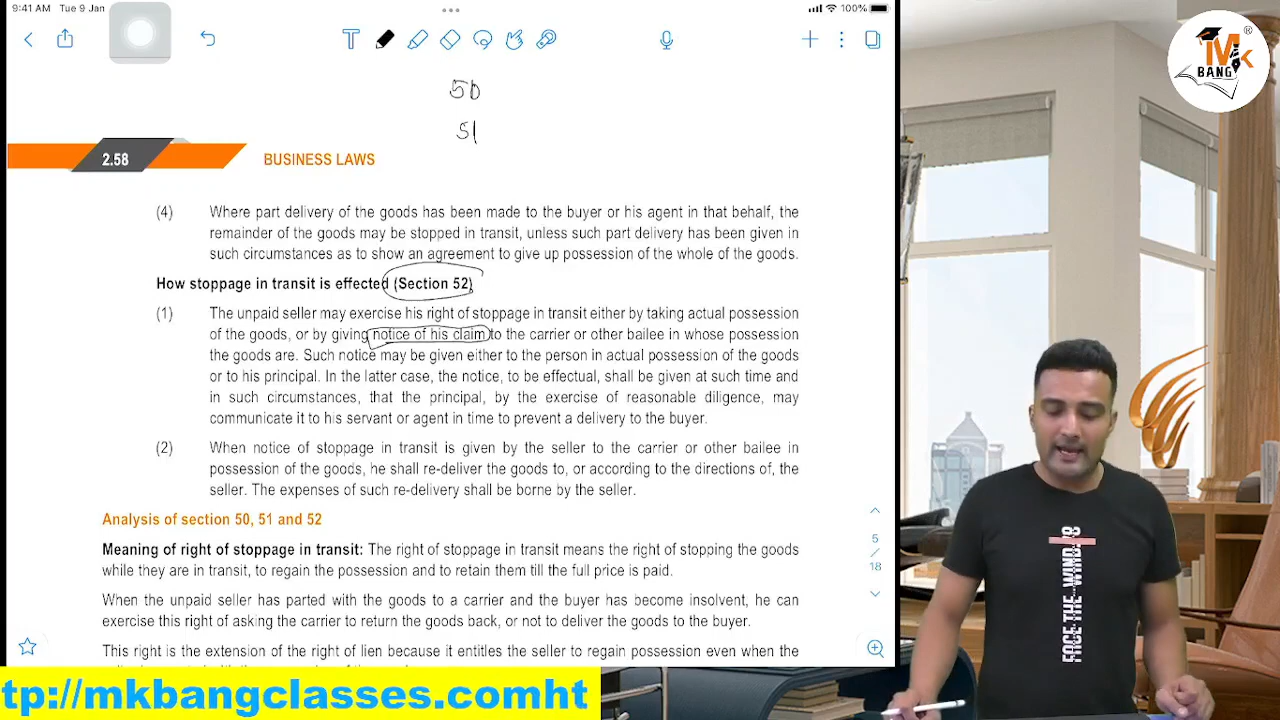 9:41 AM Tue 9 Jan
100%
50
51
2.58
BUSINESS LAWS
(4) Where part delivery of the goods has been made to the buyer or his agent in that behalf, the
remainder of the goods may be stopped in transit, unless such part delivery has been given in
such circumstances as to show an agreement to give up possession of the whole of the goods.
How stoppage in transit is effected (Section 52)
(1) The unpaid seller may exercise his right of stoppage in transit either by taking actual possession
of the goods, or by giving notice of his claim to the carrier or other bailee in whose possession
the goods are. Such notice may be given either to the person in actual possession of the goods
or to his principal. In the latter case, the notice, to be effectual, shall be given at such time and
in such circumstances, that the principal, by the exercise of reasonable diligence, may
communicate it to his servant or agent in time to prevent a delivery to the buyer.
(2) When notice of stoppage in transit is given by the seller to the carrier or other bailee in
possession of the goods, he shall re-deliver the goods to, or according to the directions of, the
seller. The expenses of such re-delivery shall be borne by the seller.
Analysis of section 50, 51 and 52
Meaning of right of stoppage in transit: The right of stoppage in transit means the right of stopping the goods
while they are in transit, to regain the possession and to retain them till the full price is paid.
When the unpaid seller has parted with the goods to a carrier and the buyer has become insolvent, he can
exercise this right of asking the carrier to return the goods back, or not to deliver the goods to the buyer.
This right is the extension of the right of lien because it entitles the seller to regain possession even when the
5
/
18
tp://mkbangclasses.comht
MK
BANG
®
FACE THE WIND